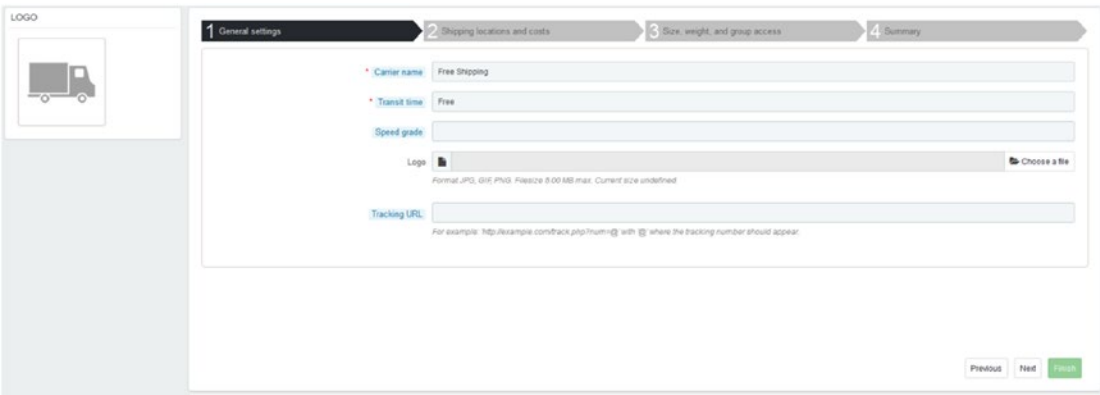 LOGO
1 General settings
2 Shipping locations and costs
3 Size, weight, and group access
4 Summary
* Carrier name
Free Shipping
* Transit time
Free
Speed grade
Logo
Choose a file
Format JPG, GIF, PNG. Filesize 8.00 MB max. Current size undefined
Tracking URL
For example: 'http://example.com/track.php?num=@' with '@' where the tracking number should appear.
Previous
Next
Finish